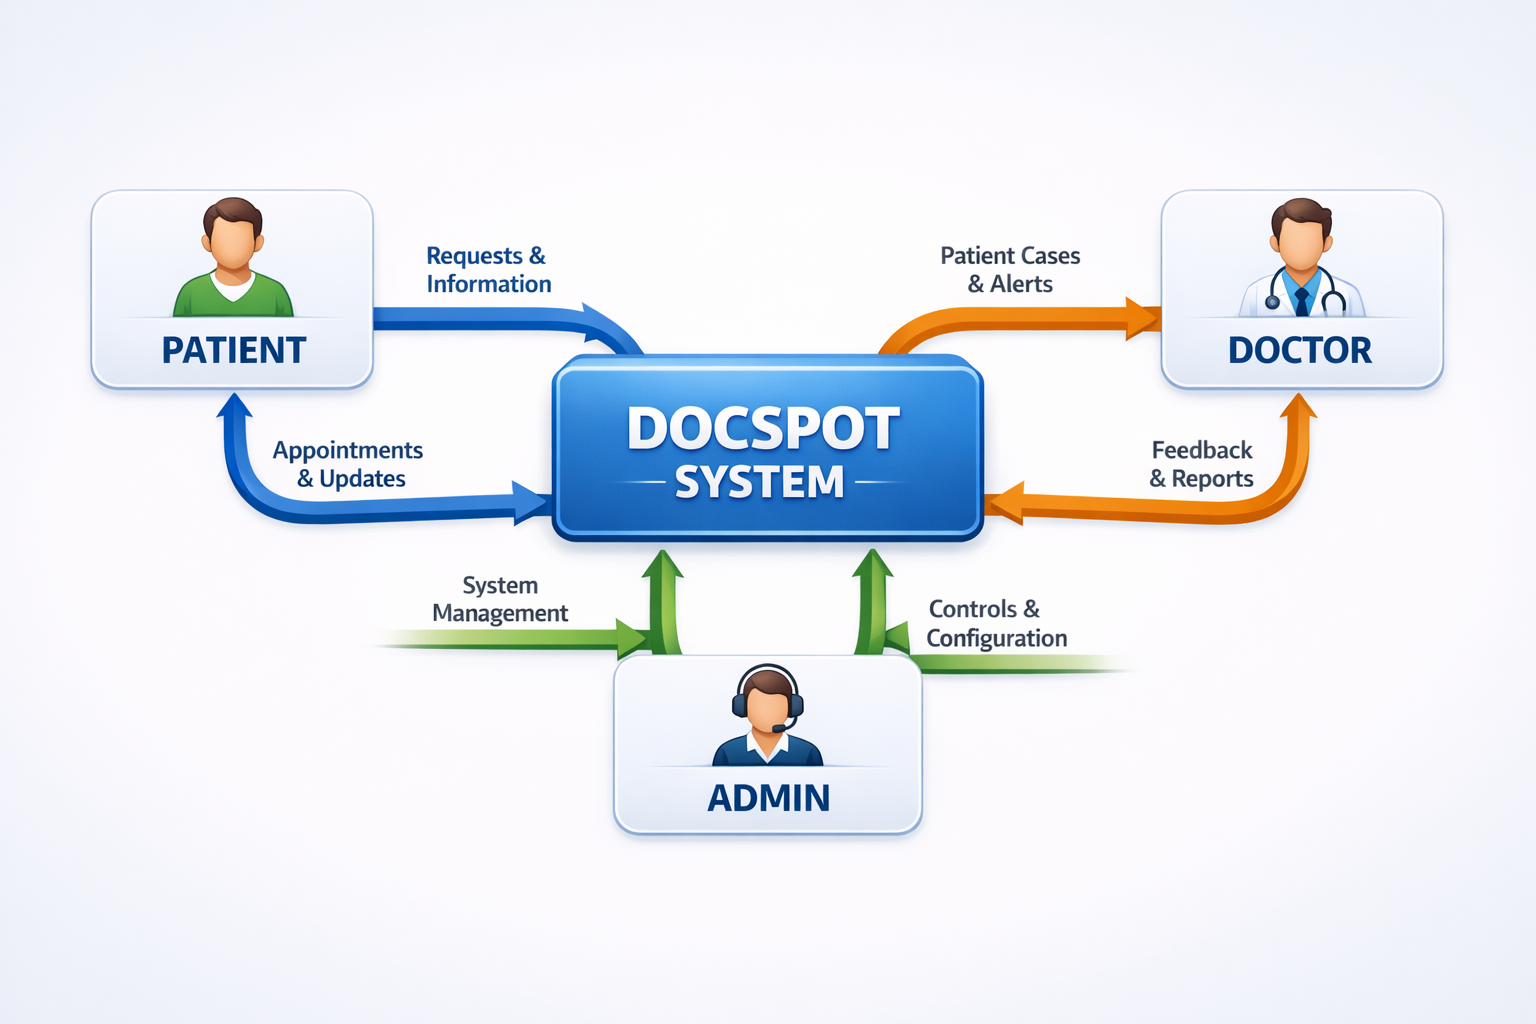 PATIENT
Requests &
Information
Patient Cases
& Alerts
DOCTOR
Appointments
& Updates
DOCSPOT
SYSTEM
Feedback
& Reports
System
Management
Controls &
Configuration
ADMIN